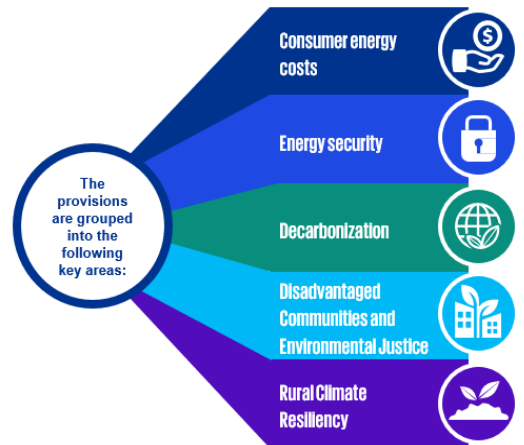 The
provisions
are grouped
into the
following
key areas:
Consumer energy
costs
$
Energy security
Decarbonization
Disadvantaged
Communities and
Environmental Justice
Rural Climate
Resiliency